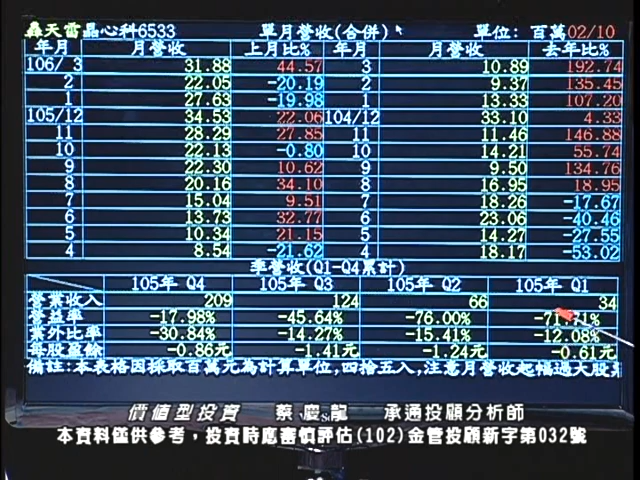 晶心科6533 單月營收(合併) 單位: 百萬02/10
年月 月營收 上月比% 年月 月營收 去年比%
106/ 3 31.88 44.57 3 10.89 192.74
2 22.05 -20.19 2 9.37 135.45
1 27.63 -19.98 1 13.33 107.20
105/12 34.53 22.06 104/12 33.10 4.33
11 28.29 27.85 11 11.46 146.88
10 22.13 -0.80 10 14.21 55.74
9 22.30 10.62 9 9.50 134.76
8 20.16 34.10 8 16.95 18.95
7 15.04 9.51 7 18.26 -17.67
6 13.73 32.77 6 23.06 -40.46
5 10.34 21.15 5 14.27 -27.55
4 8.54 -21.62 4 18.17 -53.02
季營收(Q1-Q4累計)
105年 Q4 105年 Q3 105年 Q2 105年 Q1
營業收入 209 124 66 34
營益率 -17.98% -45.64% -76.00% -71.71%
業外比率 -30.84% -14.27% -15.41% -12.08%
每股盈餘 -0.86元 -1.41元 -1.24元 -0.61元
備註:本表格因採取百萬元為計算單位,四捨五入,注意月營收起幅過大股
價值型投資 蔡慶龍 承通投顧分析師
本資料僅供參考，投資時應審慎評估(102)金管投顧新字第032號